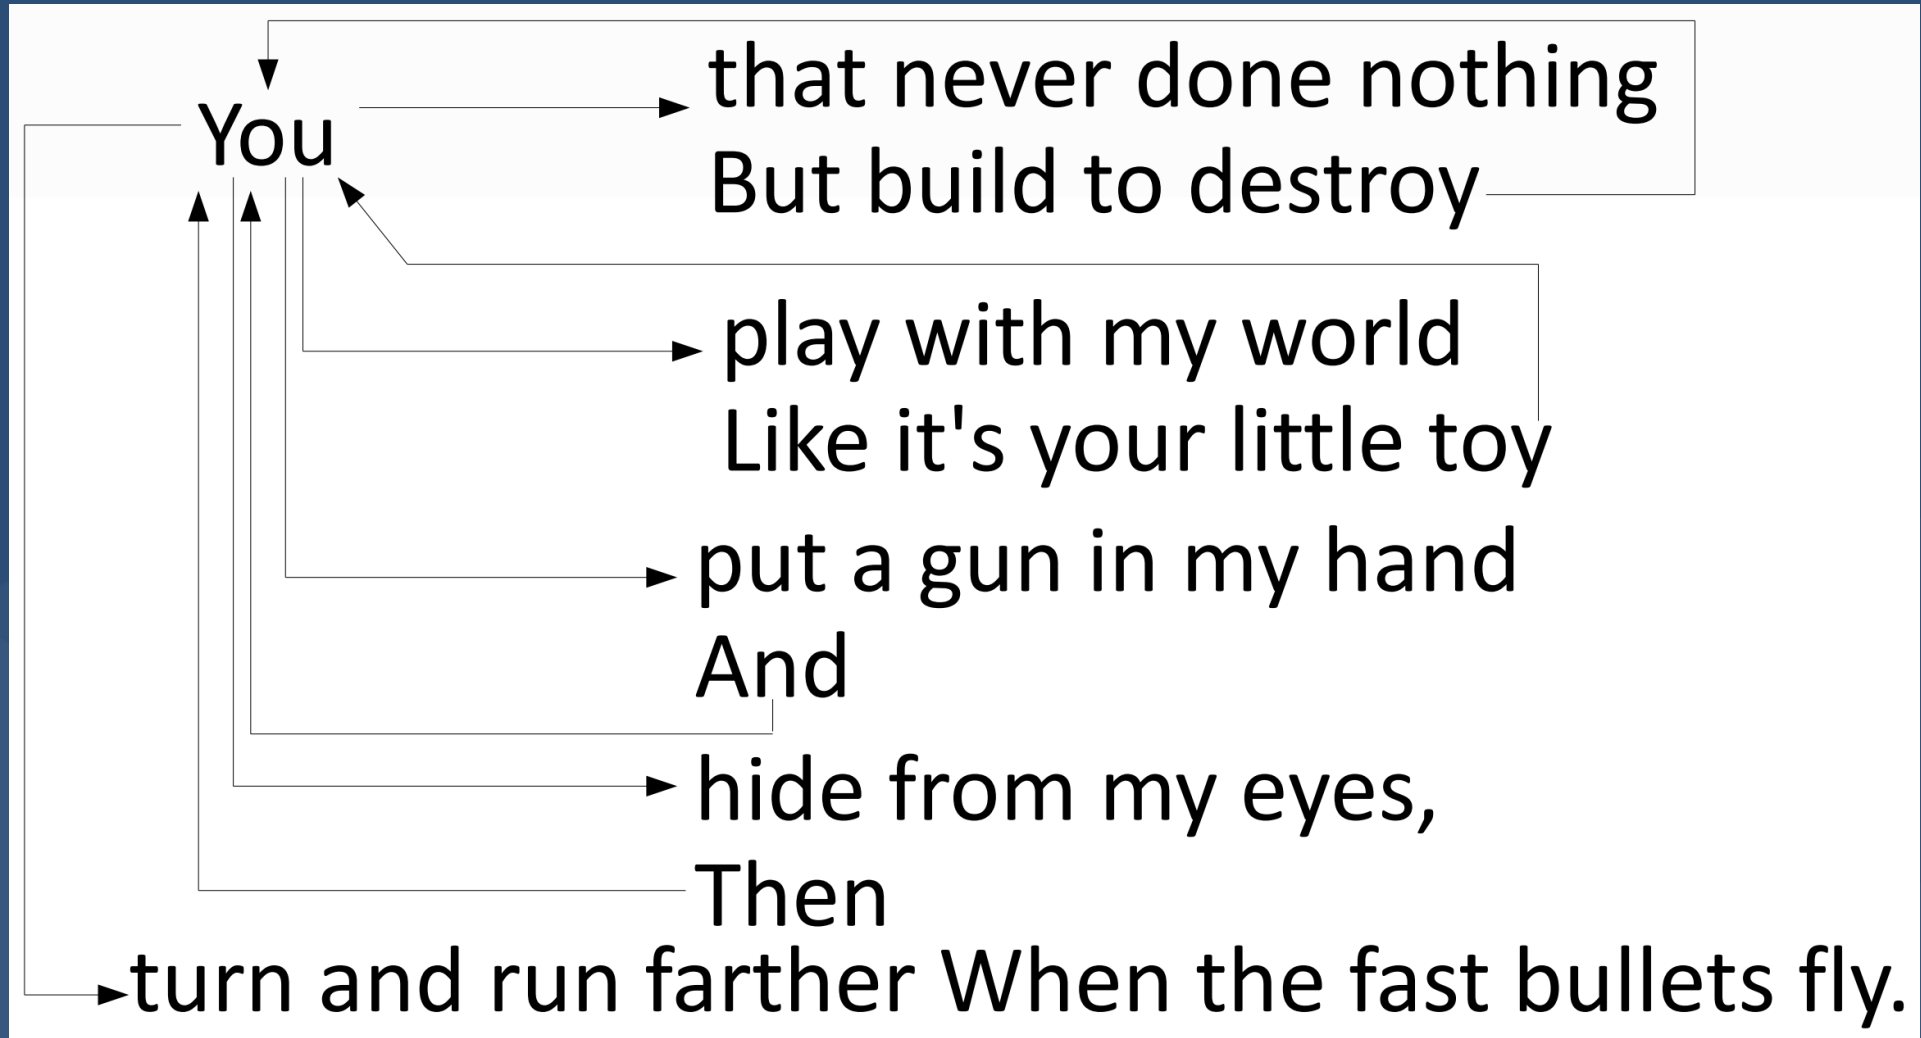 You
that never done nothing
But build to destroy
play with my world
Like it's your little toy
put a gun in my hand
And
hide from my eyes,
Then
turn and run farther When the fast bullets fly.